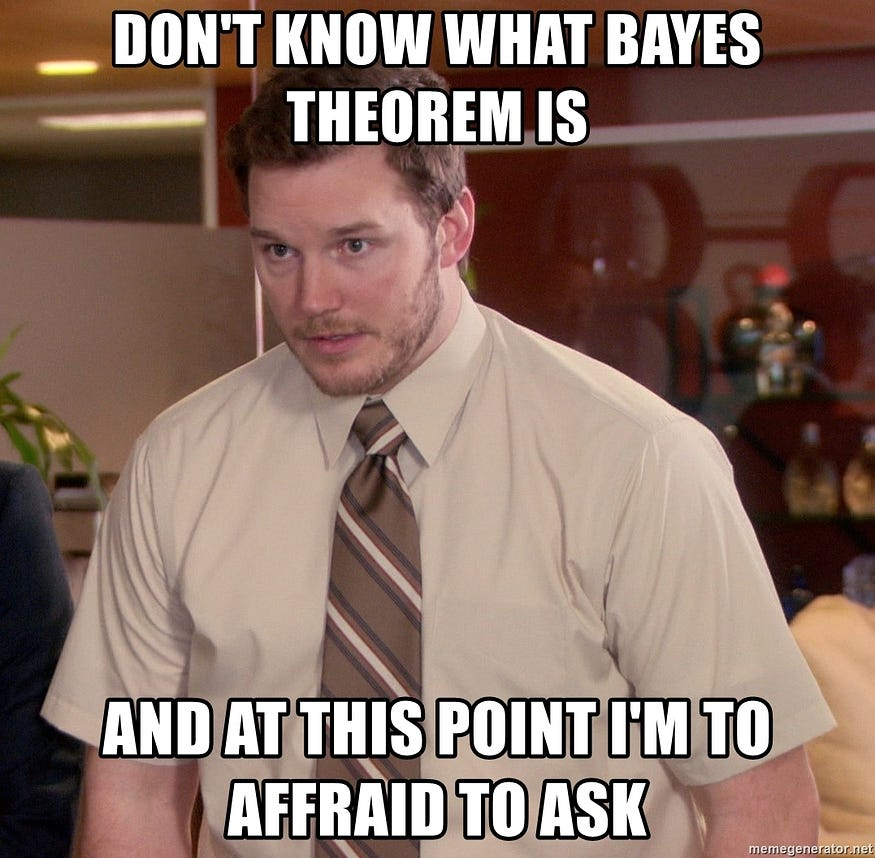 DON'T KNOW WHAT BAYES
THEOREM IS
AND AT THIS POINT I'M TO
AFFRAID TO ASK
memegenerator.net